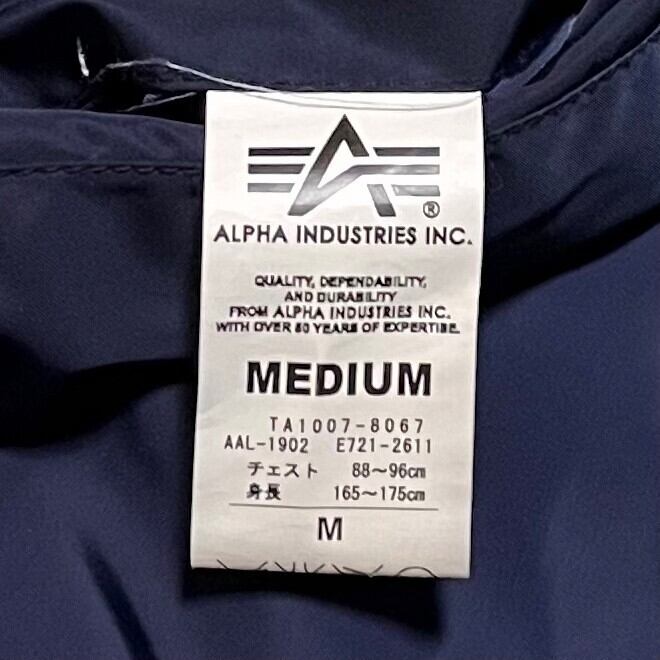 ®
ALPHA INDUSTRIES INC.
QUALITY, DEPENDABILITY,
AND DURABILITY
FROM ALPHA INDUSTRIES INC.
WITH OVER 50 YEARS OF EXPERTISE.
MEDIUM
TA1007-8067
AAL-1902 E721-2611
チェスト 88〜96cm
身長 165〜175cm
M